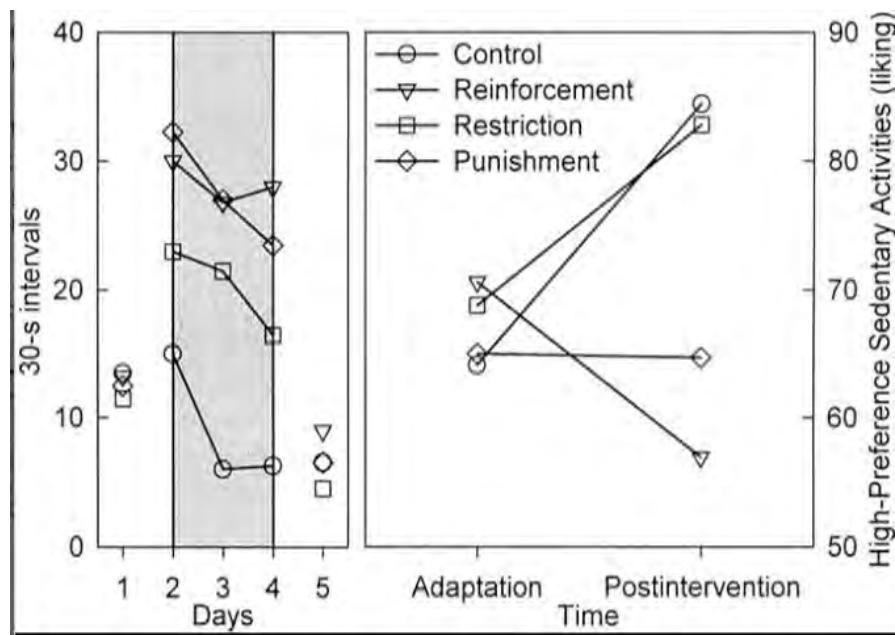 40
30
20
10
0
30-s intervals
1 2 3 4 5
Days
Control
Reinforcement
Restriction
Punishment
Adaptation Postintervention
Time
90
80
70
60
50
High-Preference Sedentary Activities (liking)